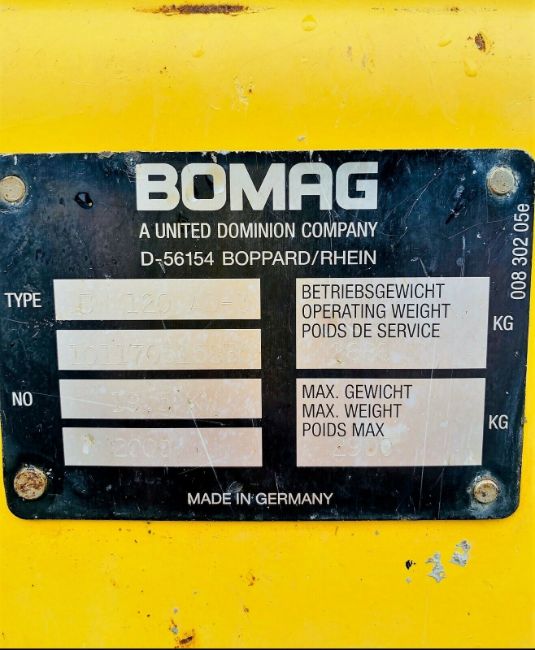 BOMAG
A UNITED DOMINION COMPANY
D-56154 BOPPARD/RHEIN
008 302 05e
TYPE
BETRIEBSGEWICHT
OPERATING WEIGHT
POIDS DE SERVICE
KG
NO
2000
MAX. GEWICHT
MAX. WEIGHT
POIDS MAX
KG
MADE IN GERMANY